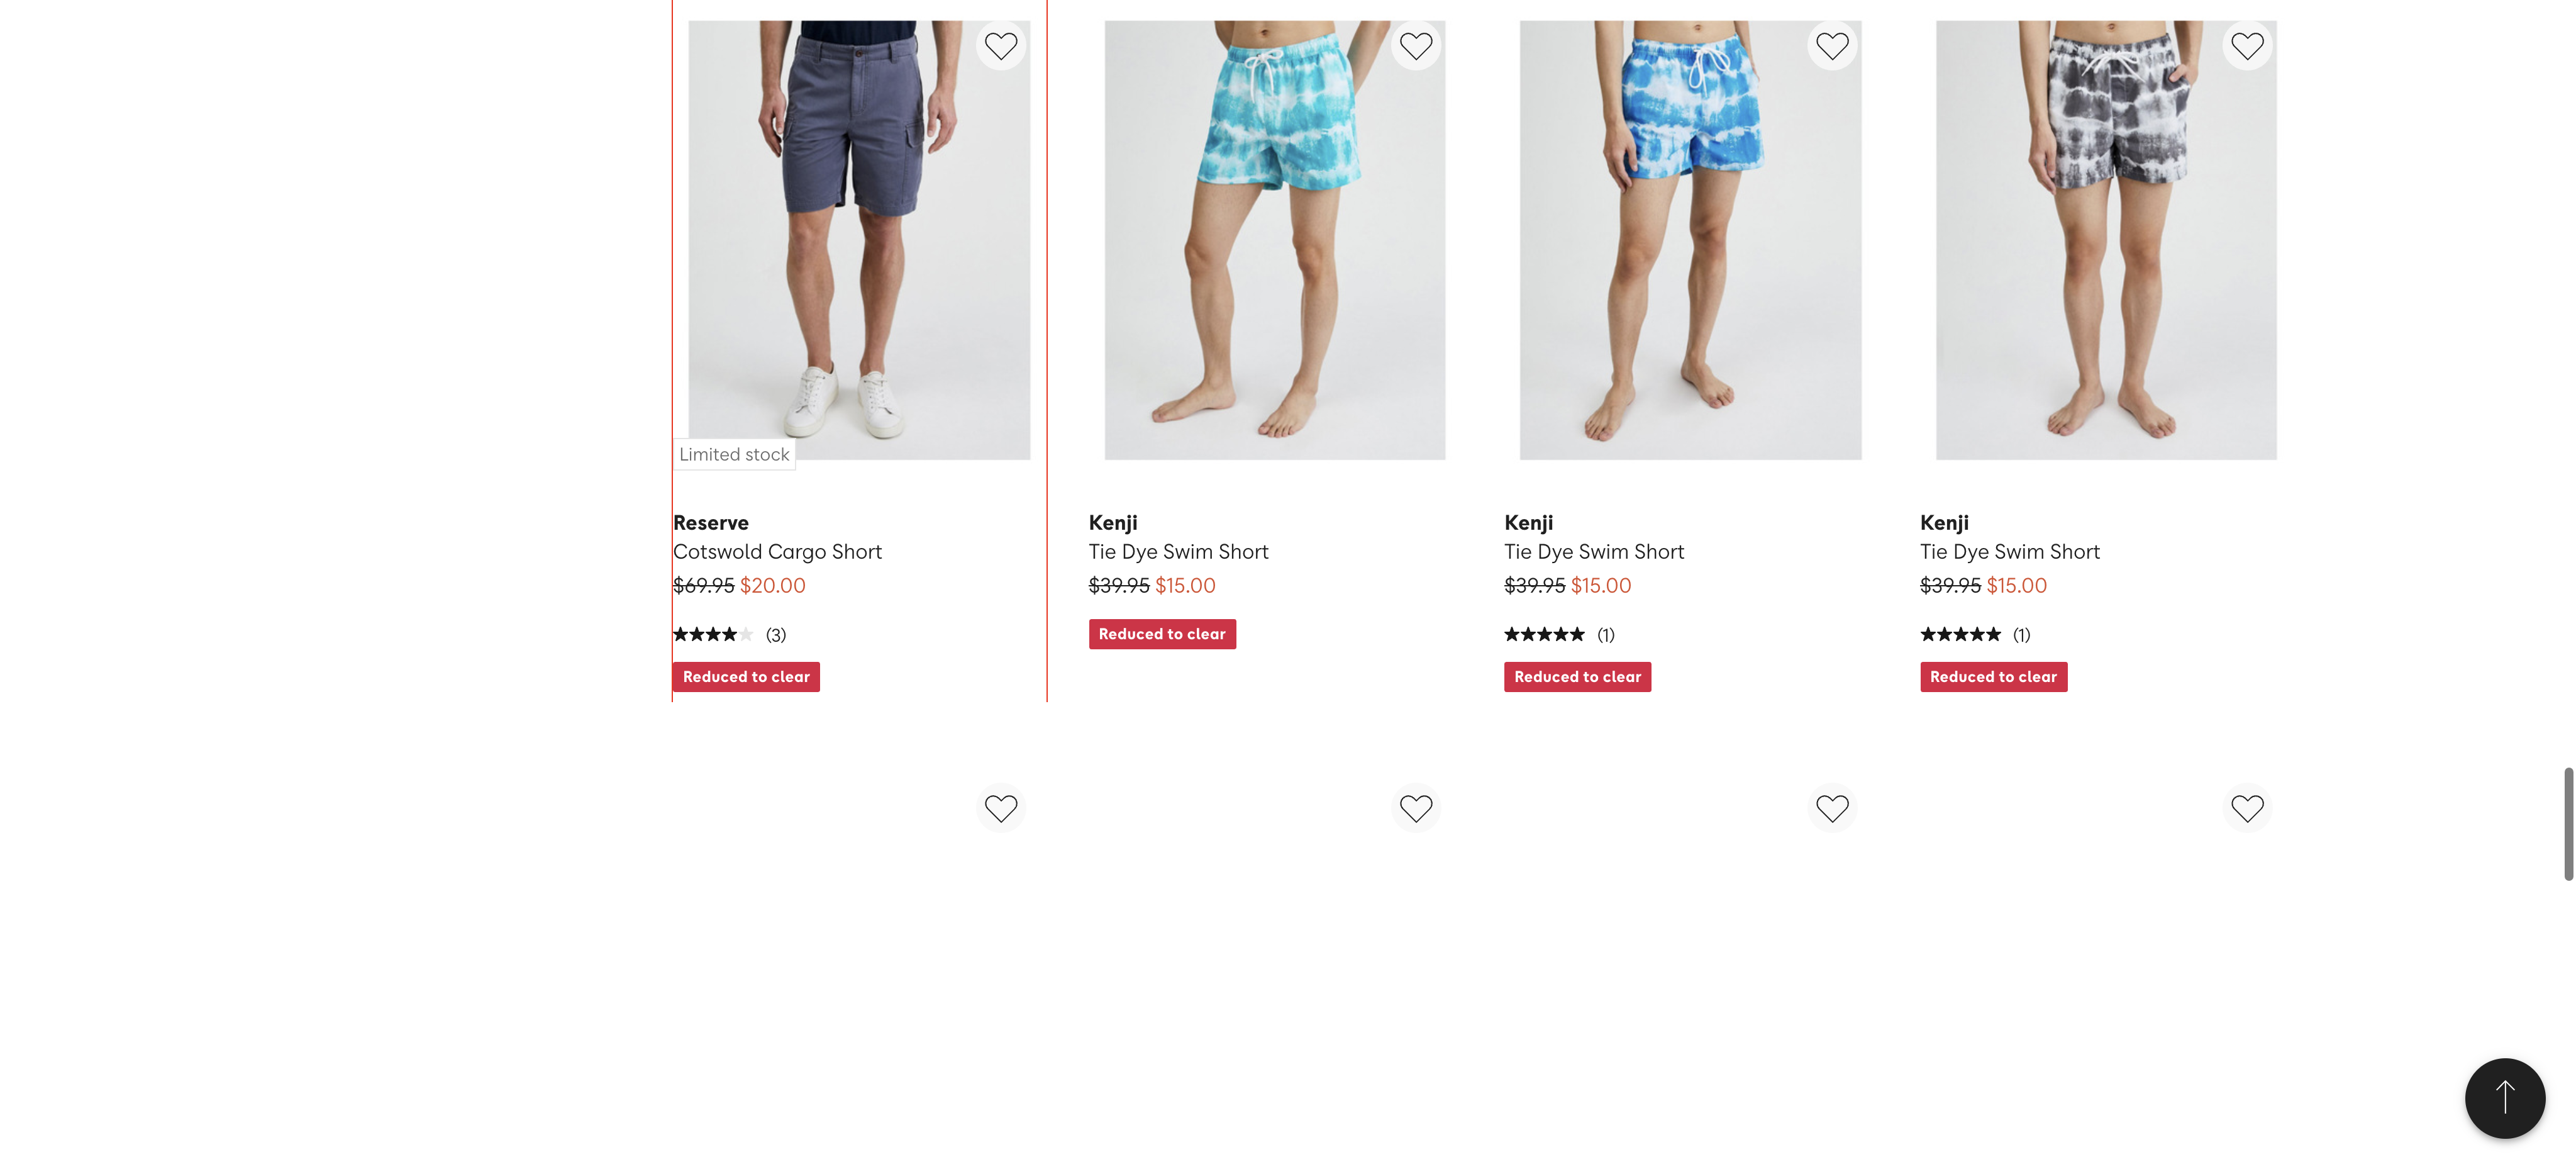 Limited stock
Reserve
Cotswold Cargo Short
$69.95 $20.00
(3)
Reduced to clear
Kenji
Tie Dye Swim Short
$39.95 $15.00
Reduced to clear
Kenji
Tie Dye Swim Short
$39.95 $15.00
(1)
Reduced to clear
Kenji
Tie Dye Swim Short
$39.95 $15.00
(1)
Reduced to clear